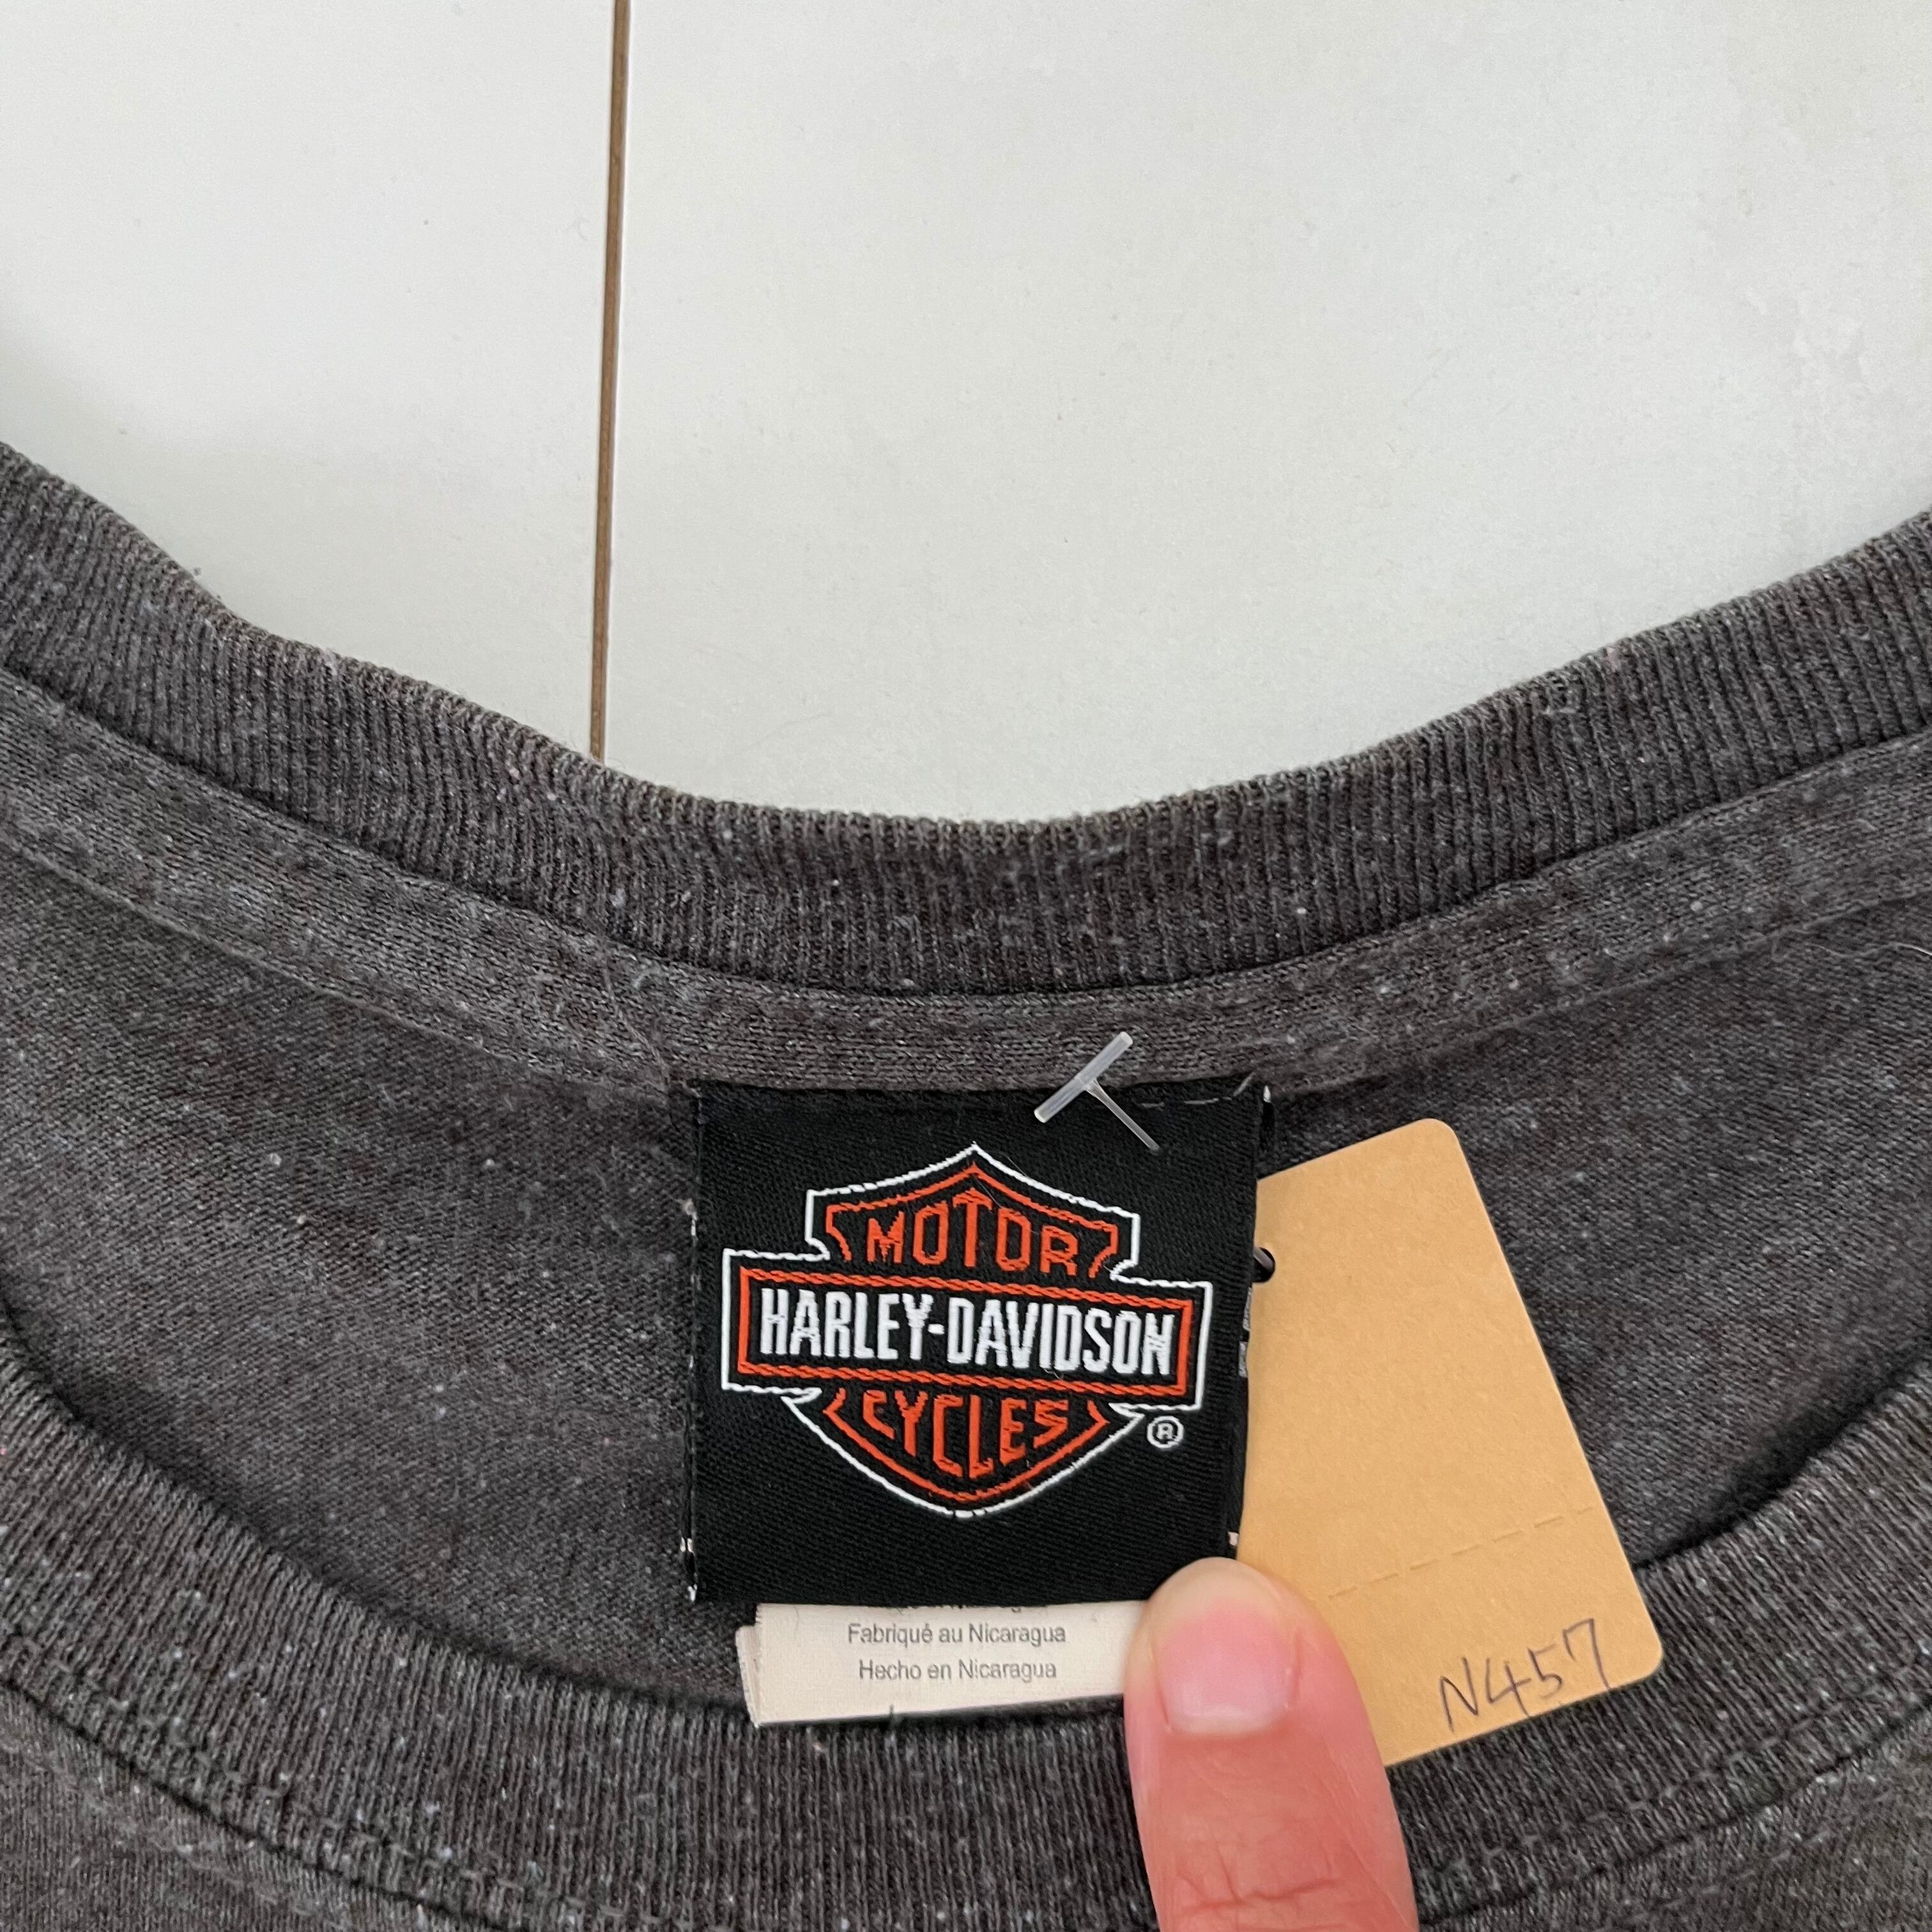 MOTOR
HARLEY-DAVIDSON
CYCLES
®
Fabriqué au Nicaragua
Hecho en Nicaragua
N457